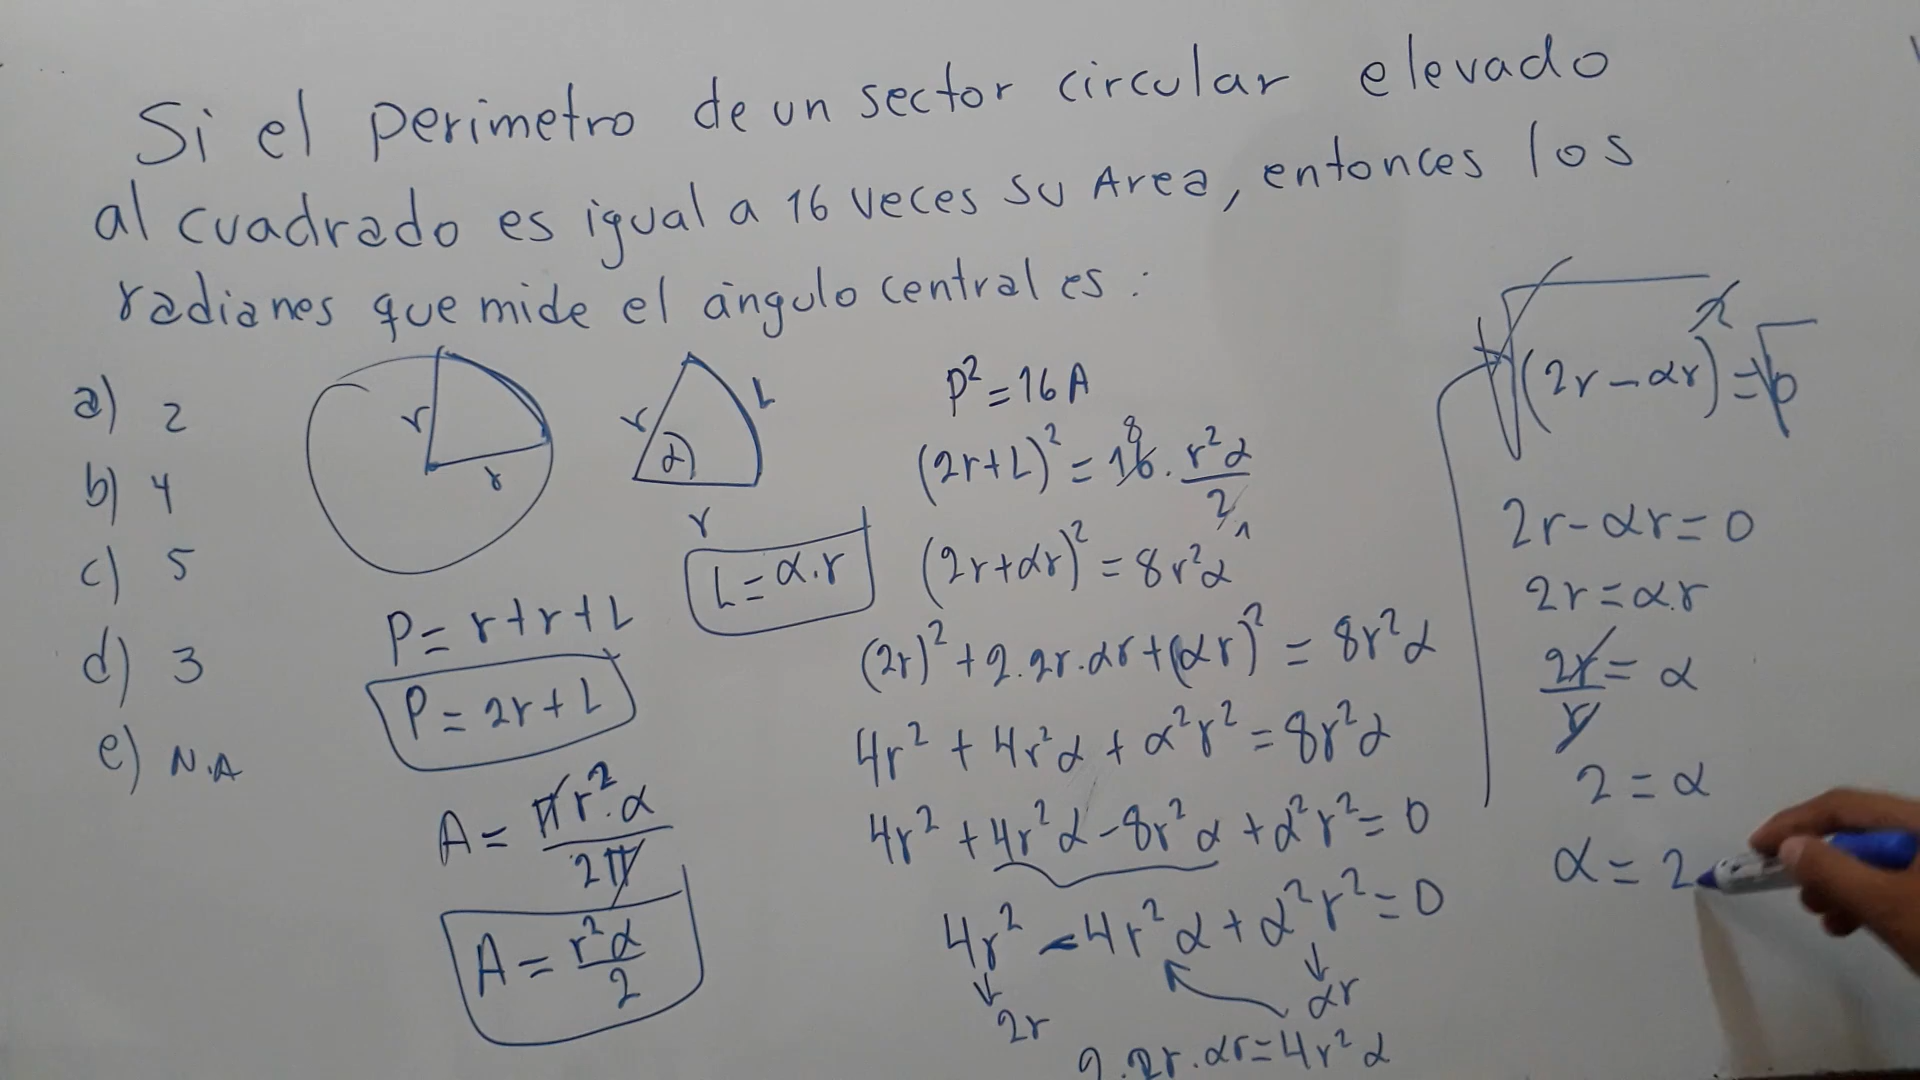 Si el perimetro de un sector circular elevado
al cuadrado es igual a 16 veces su Area, entonces los
radianes que mide el ángulo central es :
a) 2
b) 4
c) 5
d) 3
e) N.A
r
r
r
L
α
r
L = α.r
P = r + r + L
P = 2r + L
A = πr².α / 2π
A = r²α / 2
P² = 16 A
(2r + L)² = 16 . r²α / 2
8
1
(2r + αr)² = 8r²α
(2r)² + 2.2r.αr + (αr)² = 8r²α
4r² + 4r²α + α²r² = 8r²α
4r² + 4r²α - 8r²α + α²r² = 0
4r² - 4r²α + α²r² = 0
2r
αr
2.2r.αr = 4r²α
√(2r - αr)² = √0
2r - αr = 0
2r = α.r
2r / r = α
2 = α
α = 2